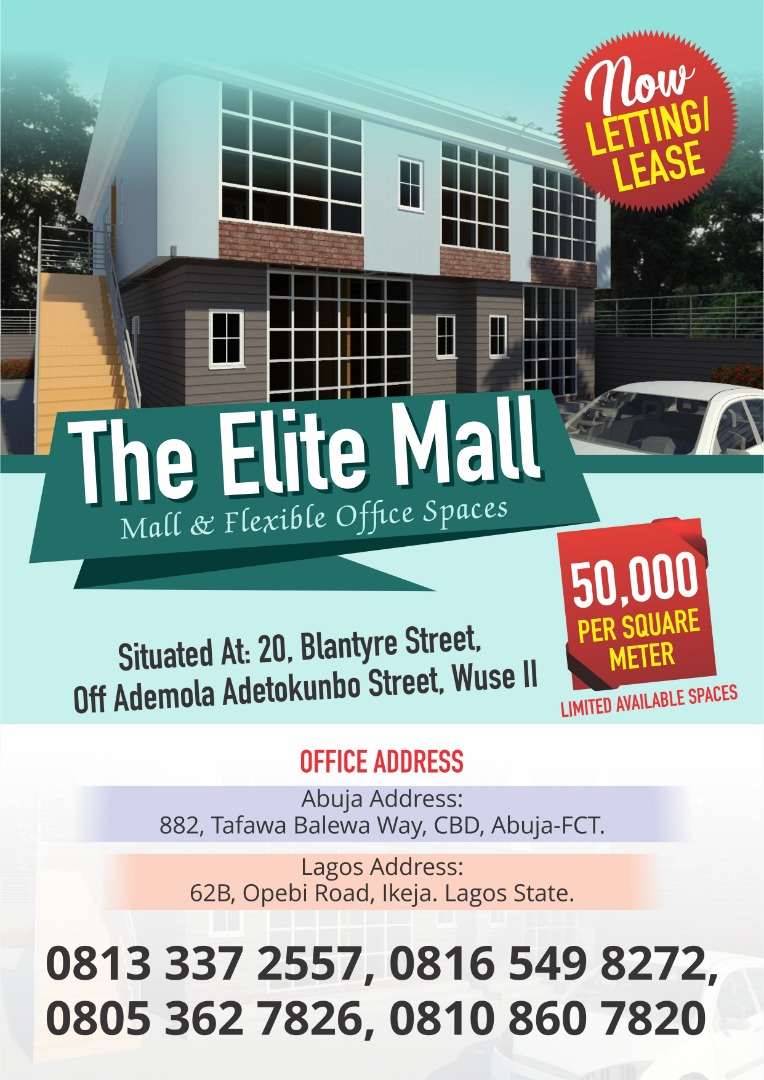 Now
LETTING/
LEASE
The Elite Mall
Mall & Flexible Office Spaces
50,000
PER SQUARE
METER
LIMITED AVAILABLE SPACES
Situated At: 20, Blantyre Street,
Off Ademola Adetokunbo Street, Wuse II
OFFICE ADDRESS
Abuja Address:
882, Tafawa Balewa Way, CBD, Abuja-FCT.
Lagos Address:
62B, Opebi Road, Ikeja. Lagos State.
0813 337 2557, 0816 549 8272,
0805 362 7826, 0810 860 7820